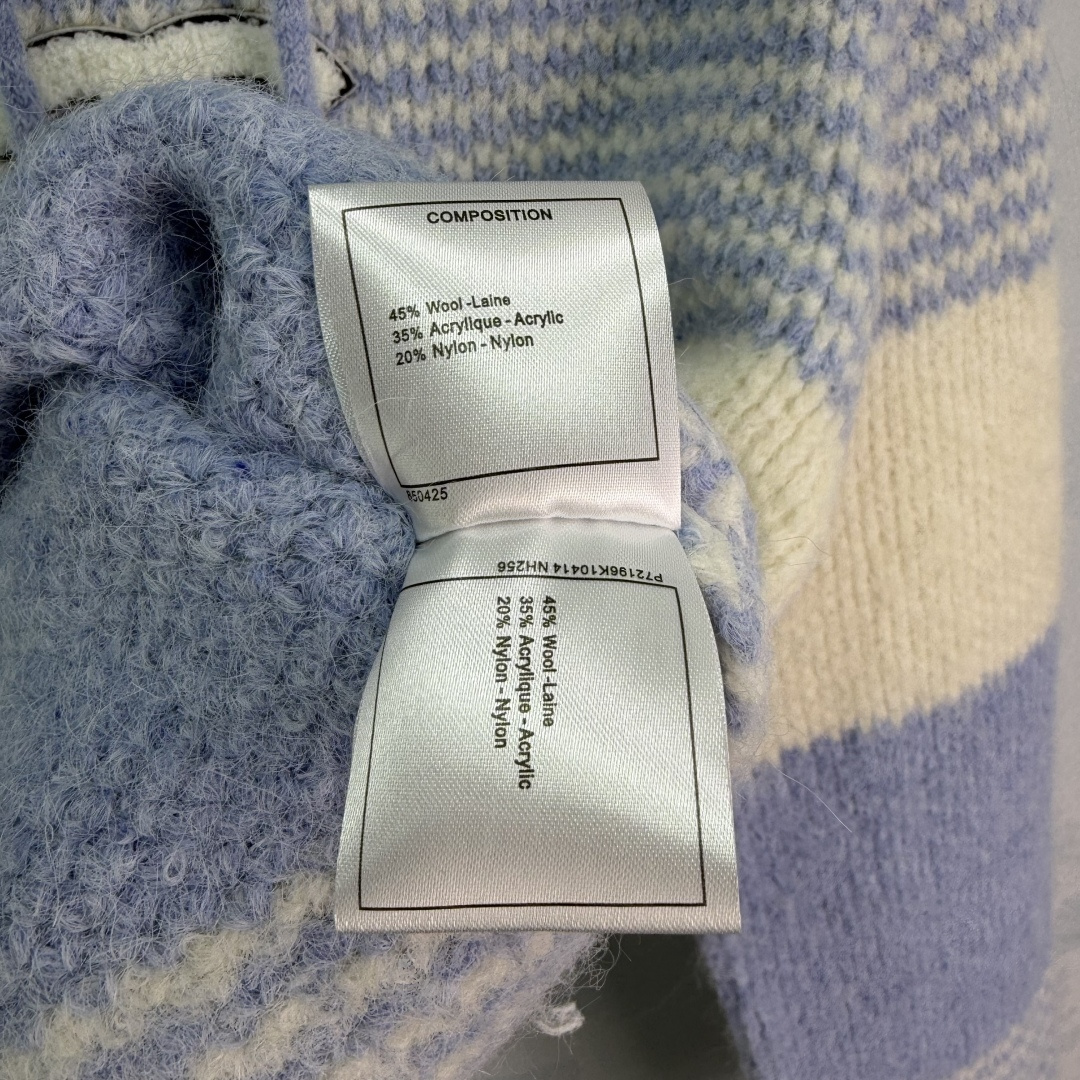 COMPOSITION
45% Wool-Laine
35% Acrylique-Acrylic
20% Nylon-Nylon
850425
P72196K10414 NH256
45% Wool-Laine
35% Acrylique-Acrylic
20% Nylon-Nylon